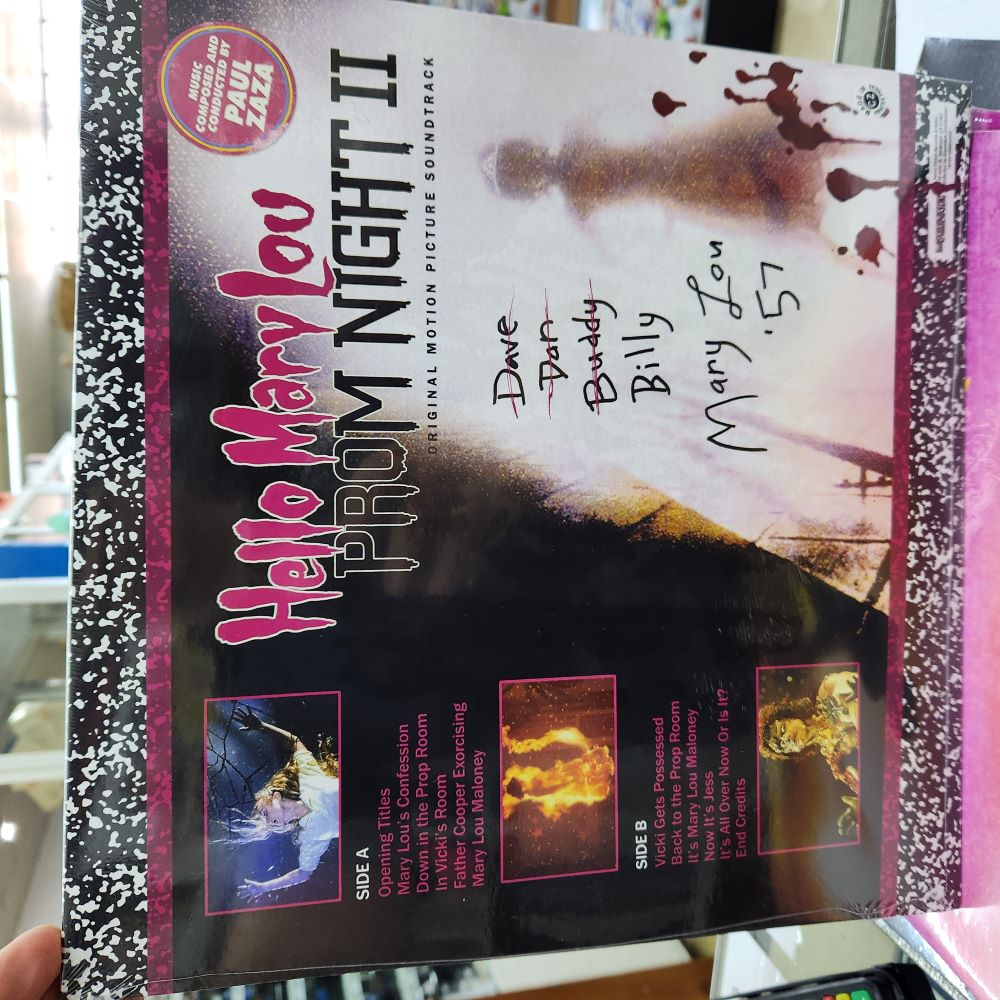 MUSIC
COMPOSED AND
CONDUCTED BY
PAUL
ZAZA
Hello Mary Lou
PROM NIGHT II
ORIGINAL MOTION PICTURE SOUNDTRACK
Dave
Dan
Buddy
Billy
Mary Lou
'57
SIDE A
Opening Titles
Mary Lou's Confession
Down in the Prop Room
In Vicki's Room
Father Cooper Exorcising
Mary Lou Maloney
SIDE B
Vicki Gets Possessed
Back to the Prop Room
It's Mary Lou Maloney
Now It's Jess
It's All Over Now Or Is It?
End Credits